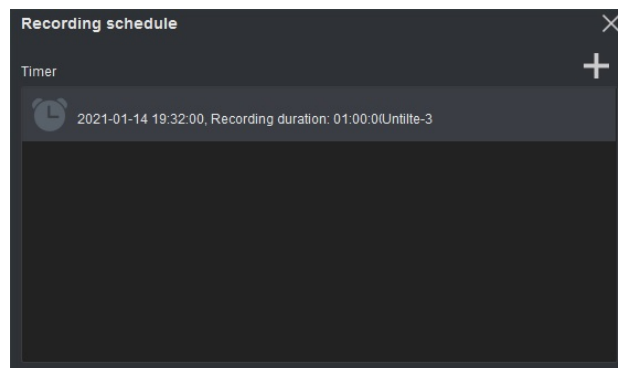 Recording schedule
Timer
2021-01-14 19:32:00, Recording duration: 01:00:0(Untilte-3